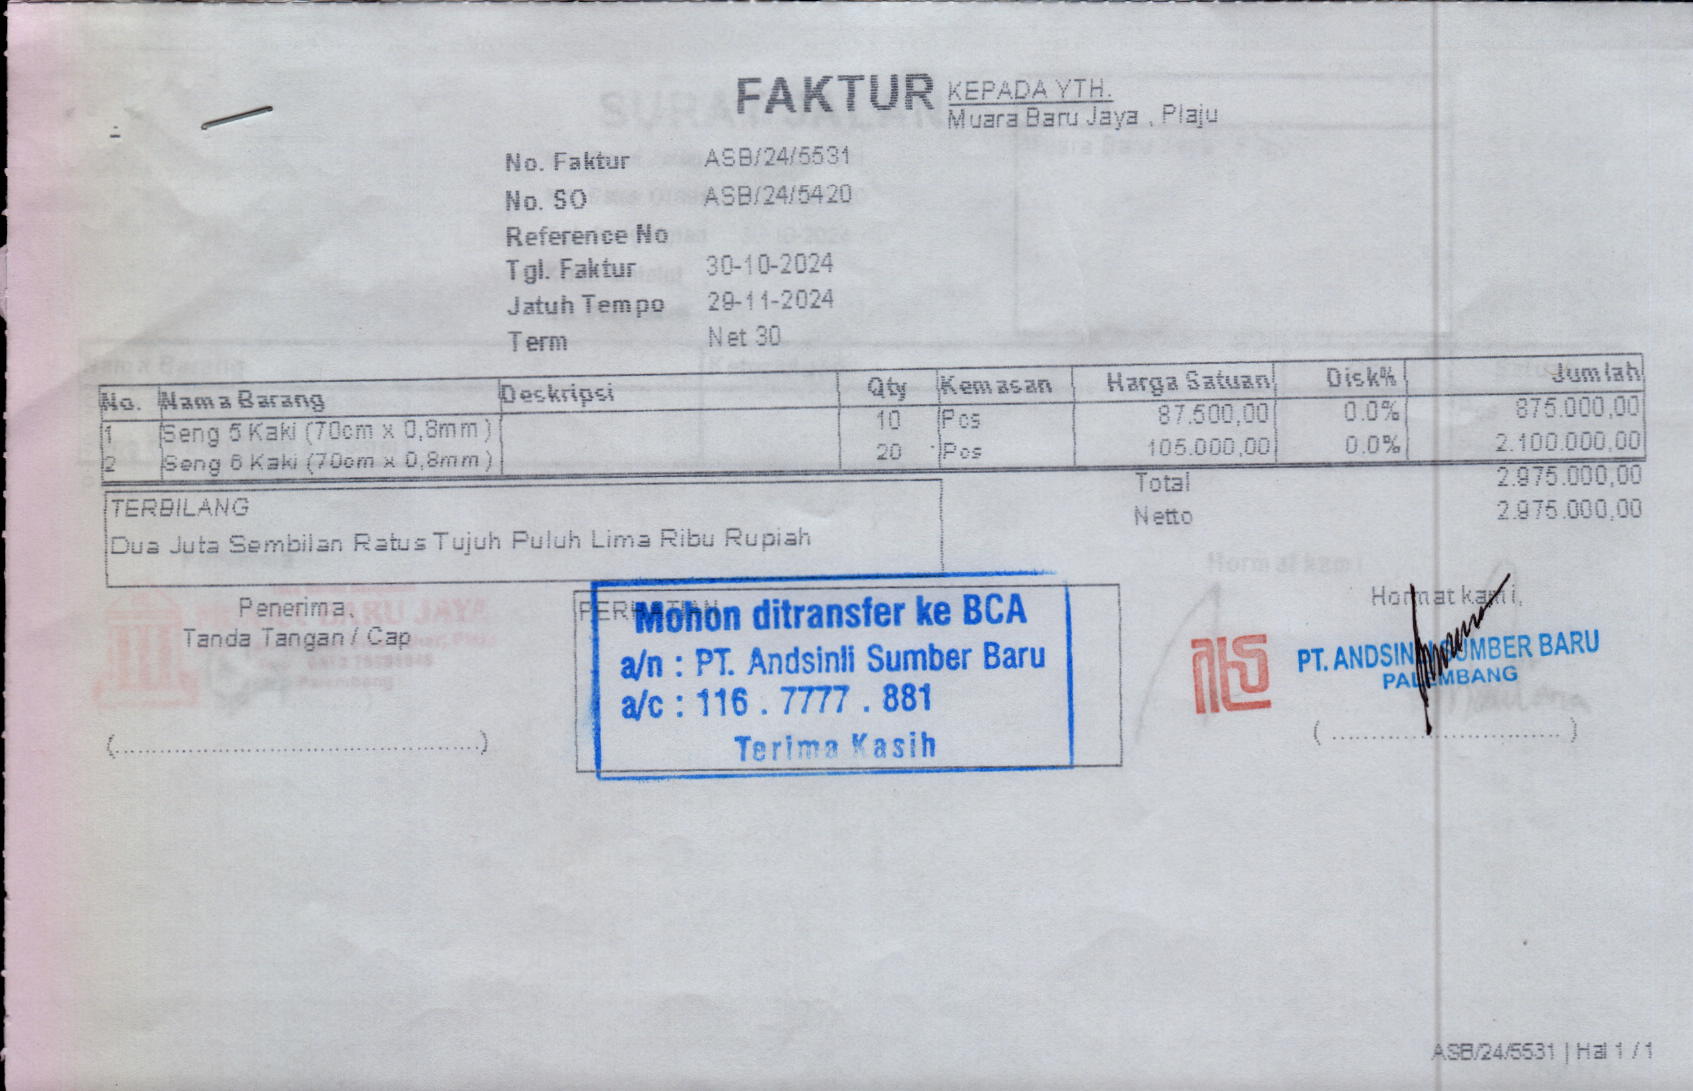 FAKTUR
KEPADA YTH.
Muara Baru Jaya , Plaju
No. Faktur ASB/24/5531
No. SO ASB/24/5420
Reference No
Tgl. Faktur 30-10-2024
Jatuh Tempo 29-11-2024
Term Net 30
No. Nama Barang Deskripsi Qty Kemasan Harga Satuan Disk% Jumlah
1 Seng 5 Kaki (70cm x 0,8mm) 10 Pcs 87.500,00 0.0% 875.000,00
2 Seng 6 Kaki (70cm x 0,8mm) 20 Pcs 105.000,00 0.0% 2.100.000,00
Total 2.975.000,00
Netto 2.975.000,00
TERBILANG
Dua Juta Sembilan Ratus Tujuh Puluh Lima Ribu Rupiah
Penerima,
Tanda Tangan / Cap
(..............................................)
Mohon ditransfer ke BCA
a/n : PT. Andsinli Sumber Baru
a/c : 116 . 7777 . 881
Terima Kasih
Hormat kami,
PT. ANDSINLI SUMBER BARU
PALEMBANG
( ............................. )
ASB/24/5531 | Hal 1 / 1